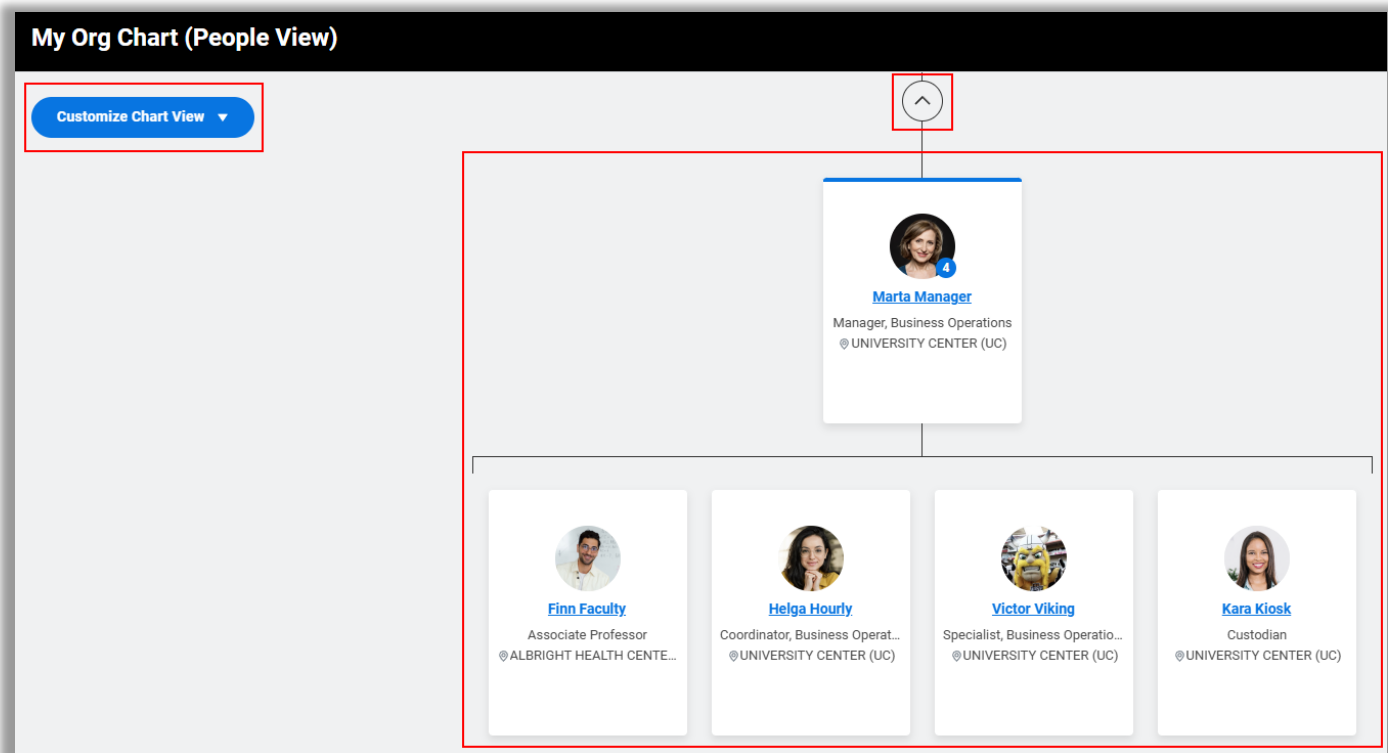 My Org Chart (People View)
Customize Chart View
4
Marta Manager
Manager, Business Operations
UNIVERSITY CENTER (UC)
Finn Faculty
Associate Professor
ALBRIGHT HEALTH CENTE...
Helga Hourly
Coordinator, Business Operat...
UNIVERSITY CENTER (UC)
Victor Viking
Specialist, Business Operatio...
UNIVERSITY CENTER (UC)
Kara Kiosk
Custodian
UNIVERSITY CENTER (UC)